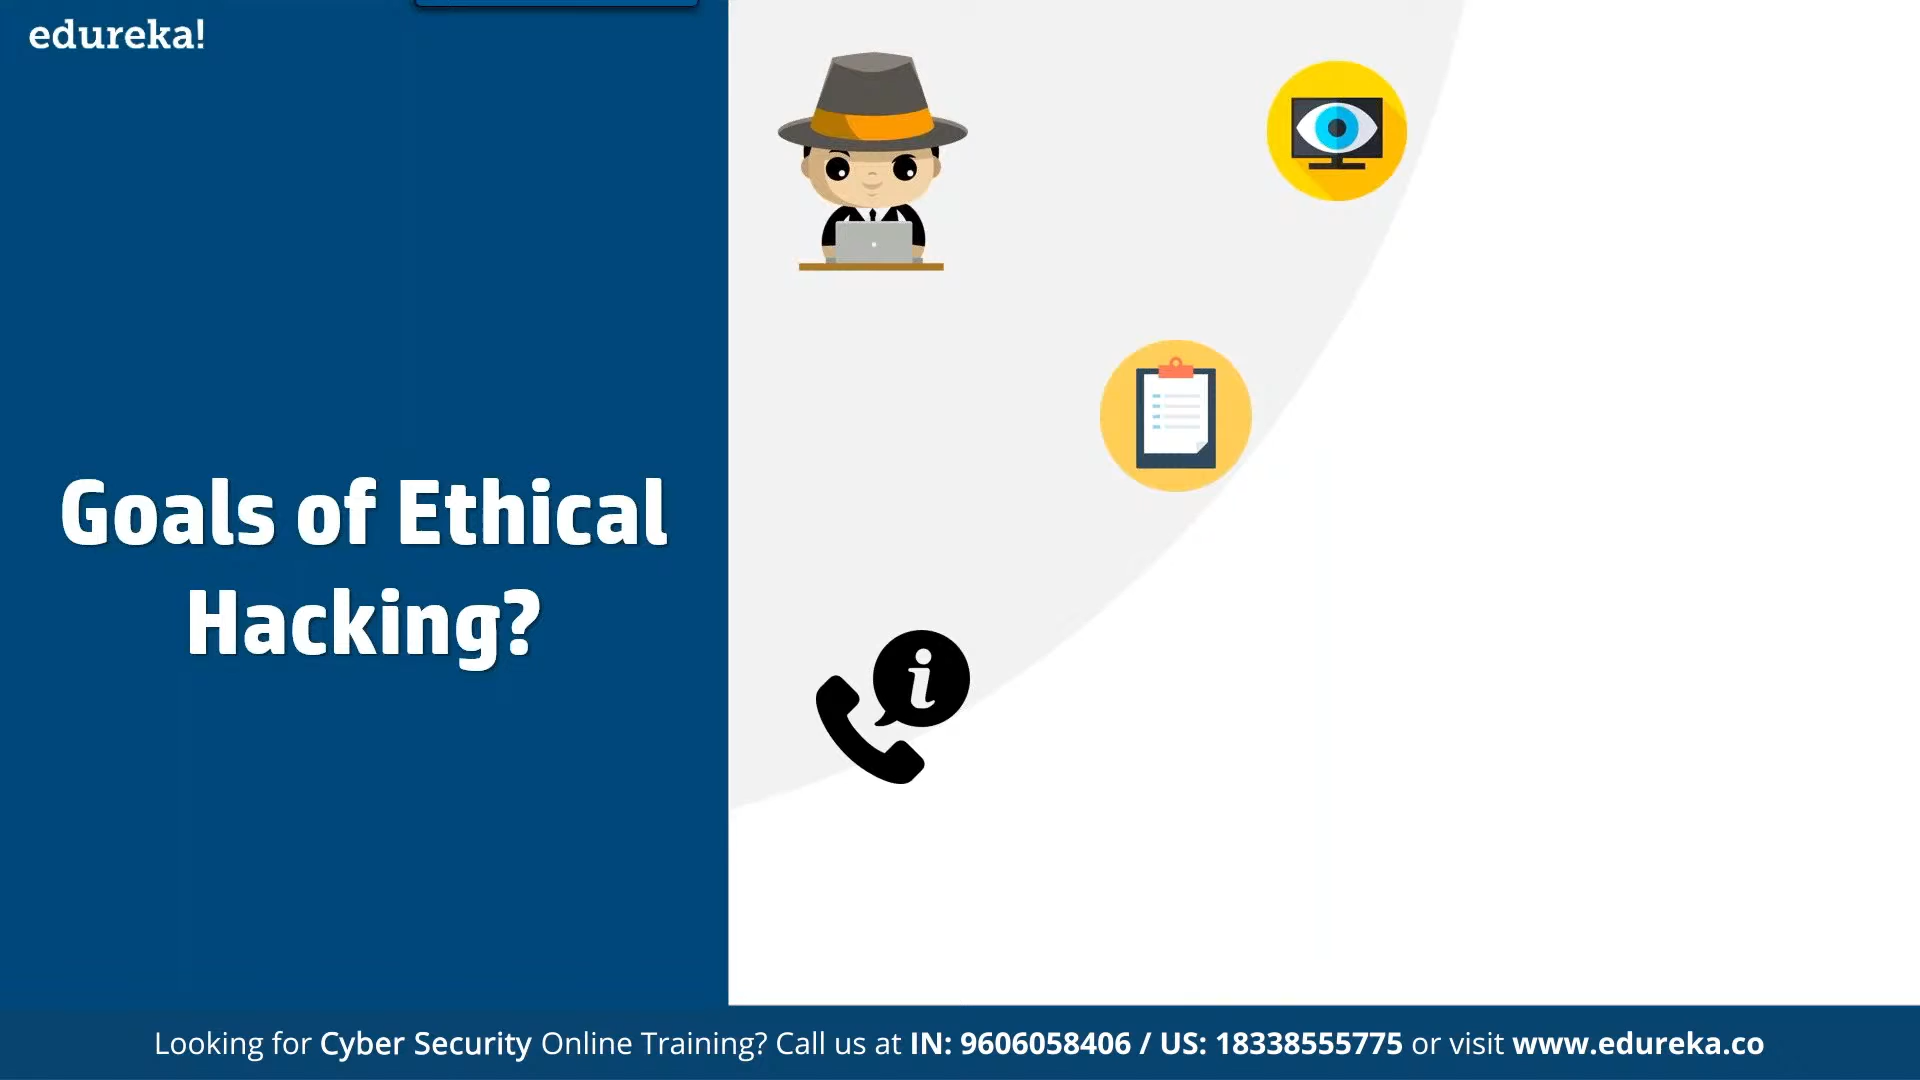 edureka!
Goals of Ethical
Hacking?
i
Looking for Cyber Security Online Training? Call us at IN: 9606058406 / US: 18338555775 or visit www.edureka.co